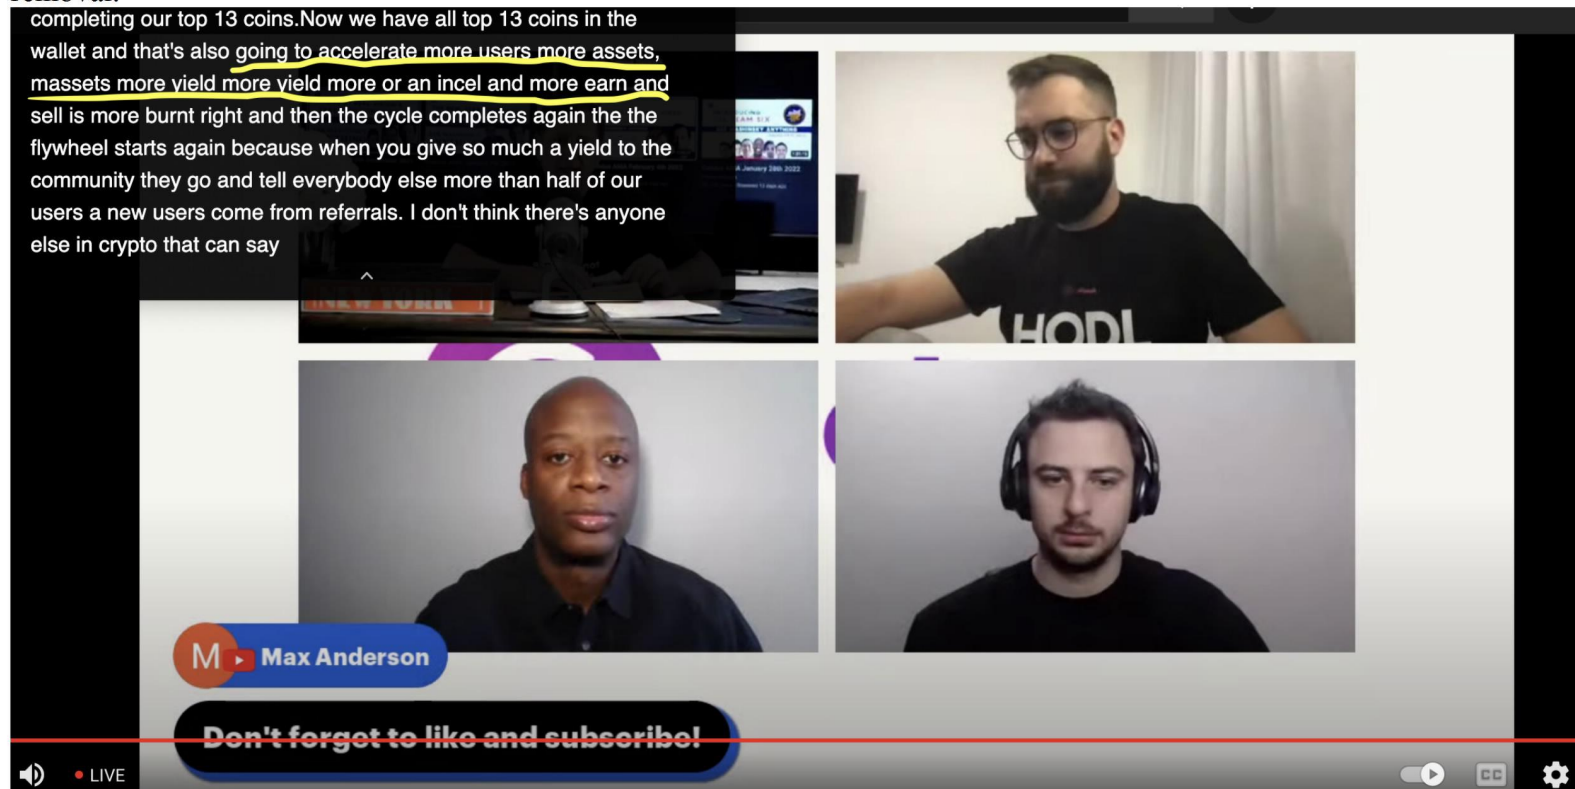 completing our top 13 coins.Now we have all top 13 coins in the
wallet and that's also going to accelerate more users more assets,
massets more yield more yield more or an incel and more earn and
sell is more burnt right and then the cycle completes again the the
flywheel starts again because when you give so much a yield to the
community they go and tell everybody else more than half of our
users a new users come from referrals. I don't think there's anyone
else in crypto that can say
NEW YORK
HODL
M Max Anderson
Don't forget to like and subscribe!
LIVE
CC